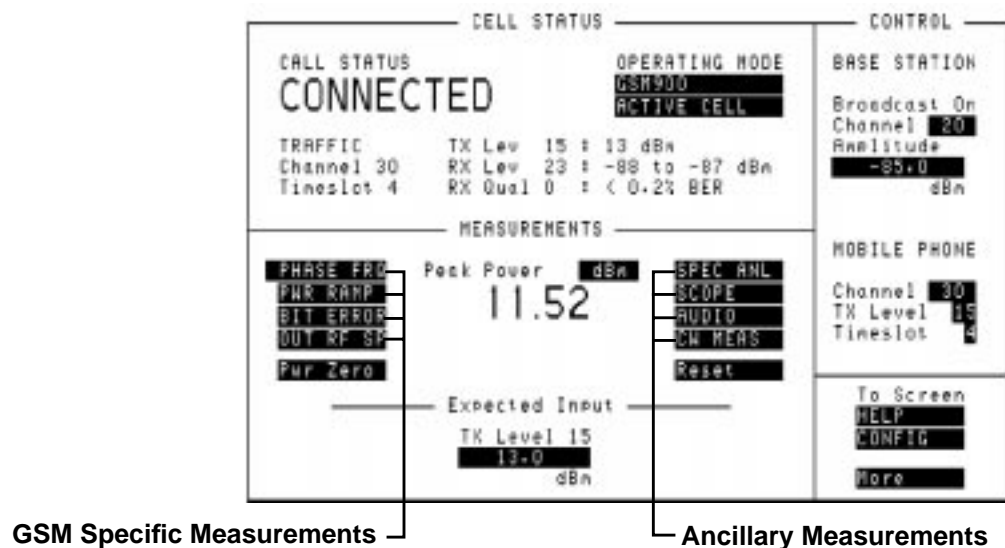 CELL STATUS
CALL STATUS
CONNECTED
OPERATING MODE
GSM900
ACTIVE CELL
TRAFFIC
Channel 30
Timeslot 4
TX Lev 15 : 13 dBm
RX Lev 23 : -88 to -87 dBm
RX Qual 0 : < 0.2% BER
MEASUREMENTS
PHASE FRQ
PWR RAMP
BIT ERROR
OUT RF SP
Pwr Zero
Peak Power dBm
11.52
SPEC ANL
SCOPE
AUDIO
CW MEAS
Reset
Expected Input
TX Level 15
13.0
dBm
CONTROL
BASE STATION
Broadcast On
Channel 20
Amplitude
-85.0
dBm
MOBILE PHONE
Channel 30
TX Level 15
Timeslot 4
To Screen
HELP
CONFIG
More
GSM Specific Measurements
Ancillary Measurements